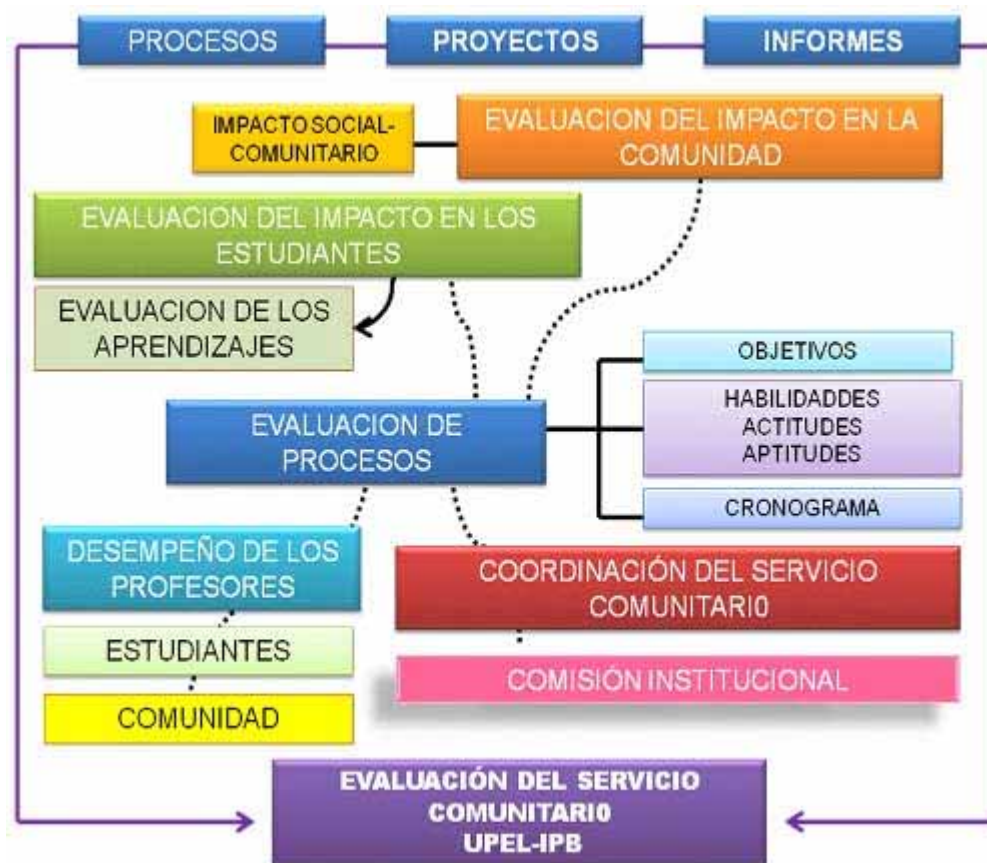 PROCESOS
PROYECTOS
INFORMES
IMPACTO SOCIAL-
COMUNITARIO
EVALUACION DEL IMPACTO EN LA
COMUNIDAD
EVALUACION DEL IMPACTO EN LOS
ESTUDIANTES
EVALUACION DE LOS
APRENDIZAJES
OBJETIVOS
HABILIDADDES
ACTITUDES
APTITUDES
EVALUACION DE
PROCESOS
CRONOGRAMA
DESEMPEÑO DE LOS
PROFESORES
COORDINACIÓN DEL SERVICIO
COMUNITARI0
ESTUDIANTES
COMISIÓN INSTITUCIONAL
COMUNIDAD
EVALUACIÓN DEL SERVICIO
COMUNITARI0
UPEL-IPB